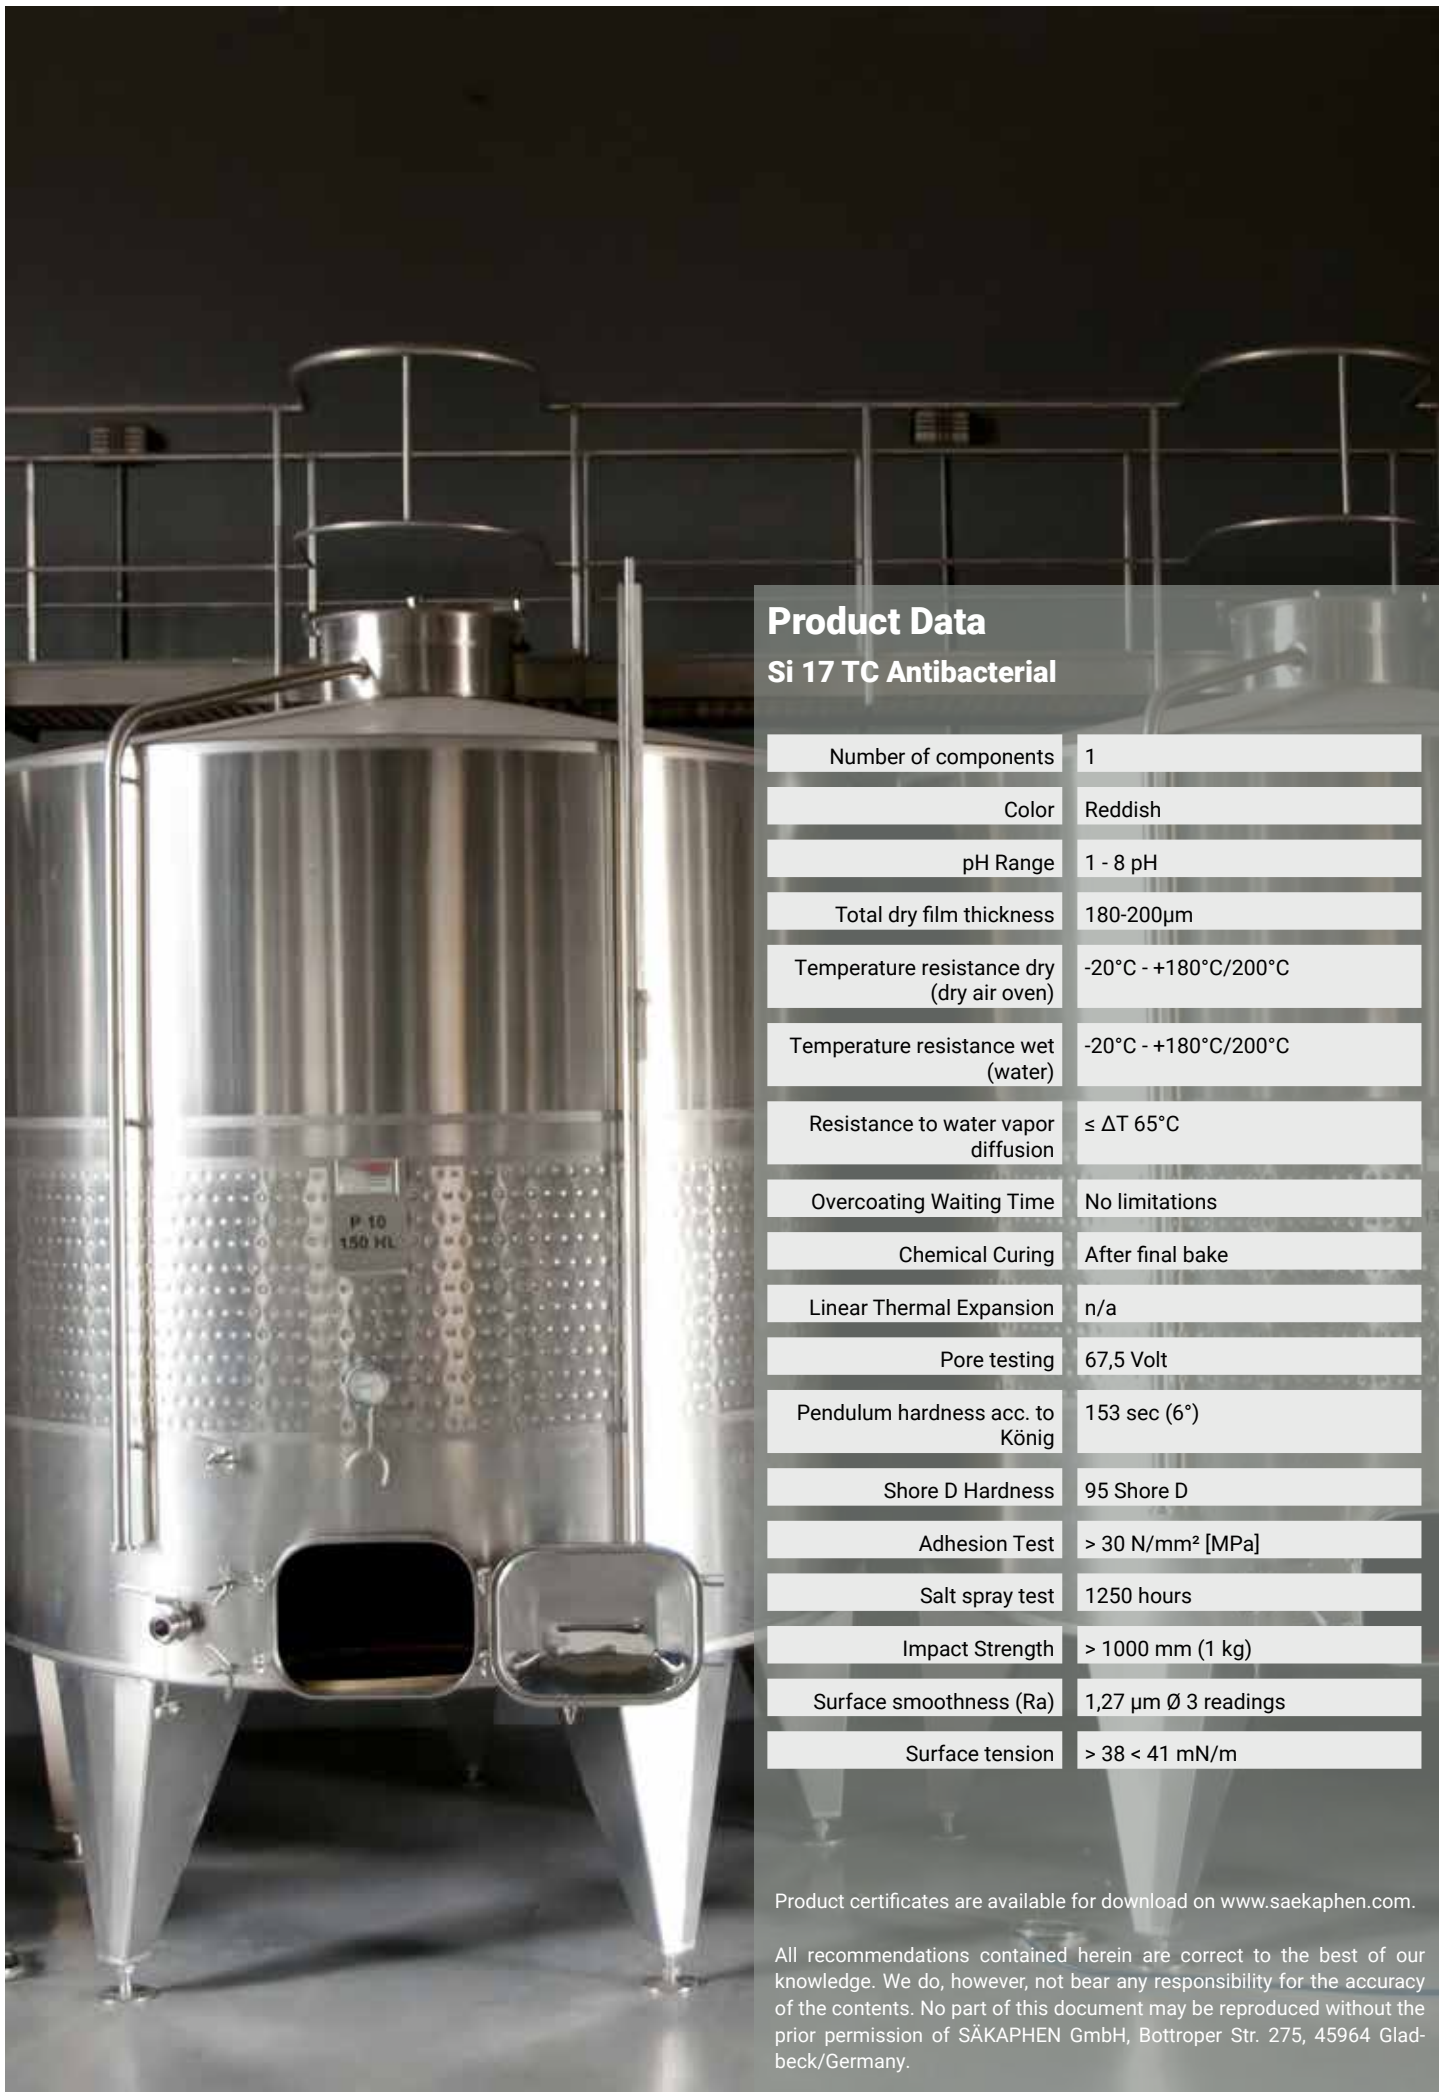 Product Data
Si 17 TC Antibacterial
Number of components 1
Color Reddish
pH Range 1 - 8 pH
Total dry film thickness 180-200µm
Temperature resistance dry -20°C - +180°C/200°C
(dry air oven)
Temperature resistance wet -20°C - +180°C/200°C
(water)
Resistance to water vapor ≤ ΔT 65°C
diffusion
P 10
150 HL
Overcoating Waiting Time No limitations
Chemical Curing After final bake
Linear Thermal Expansion n/a
Pore testing 67,5 Volt
Pendulum hardness acc. to 153 sec (6°)
König
Shore D Hardness 95 Shore D
Adhesion Test > 30 N/mm² [MPa]
Salt spray test 1250 hours
Impact Strength > 1000 mm (1 kg)
Surface smoothness (Ra) 1,27 µm Ø 3 readings
Surface tension > 38 < 41 mN/m
Product certificates are available for download on www.saekaphen.com.
All recommendations contained herein are correct to the best of our
knowledge. We do, however, not bear any responsibility for the accuracy
of the contents. No part of this document may be reproduced without the
prior permission of SÄKAPHEN GmbH, Bottroper Str. 275, 45964 Glad-
beck/Germany.